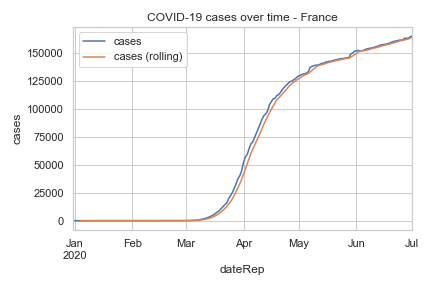 COVID-19 cases over time - France
cases
cases (rolling)
150000
125000
100000
75000
50000
25000
0
cases
Jan Feb Mar Apr May Jun Jul
2020
dateRep